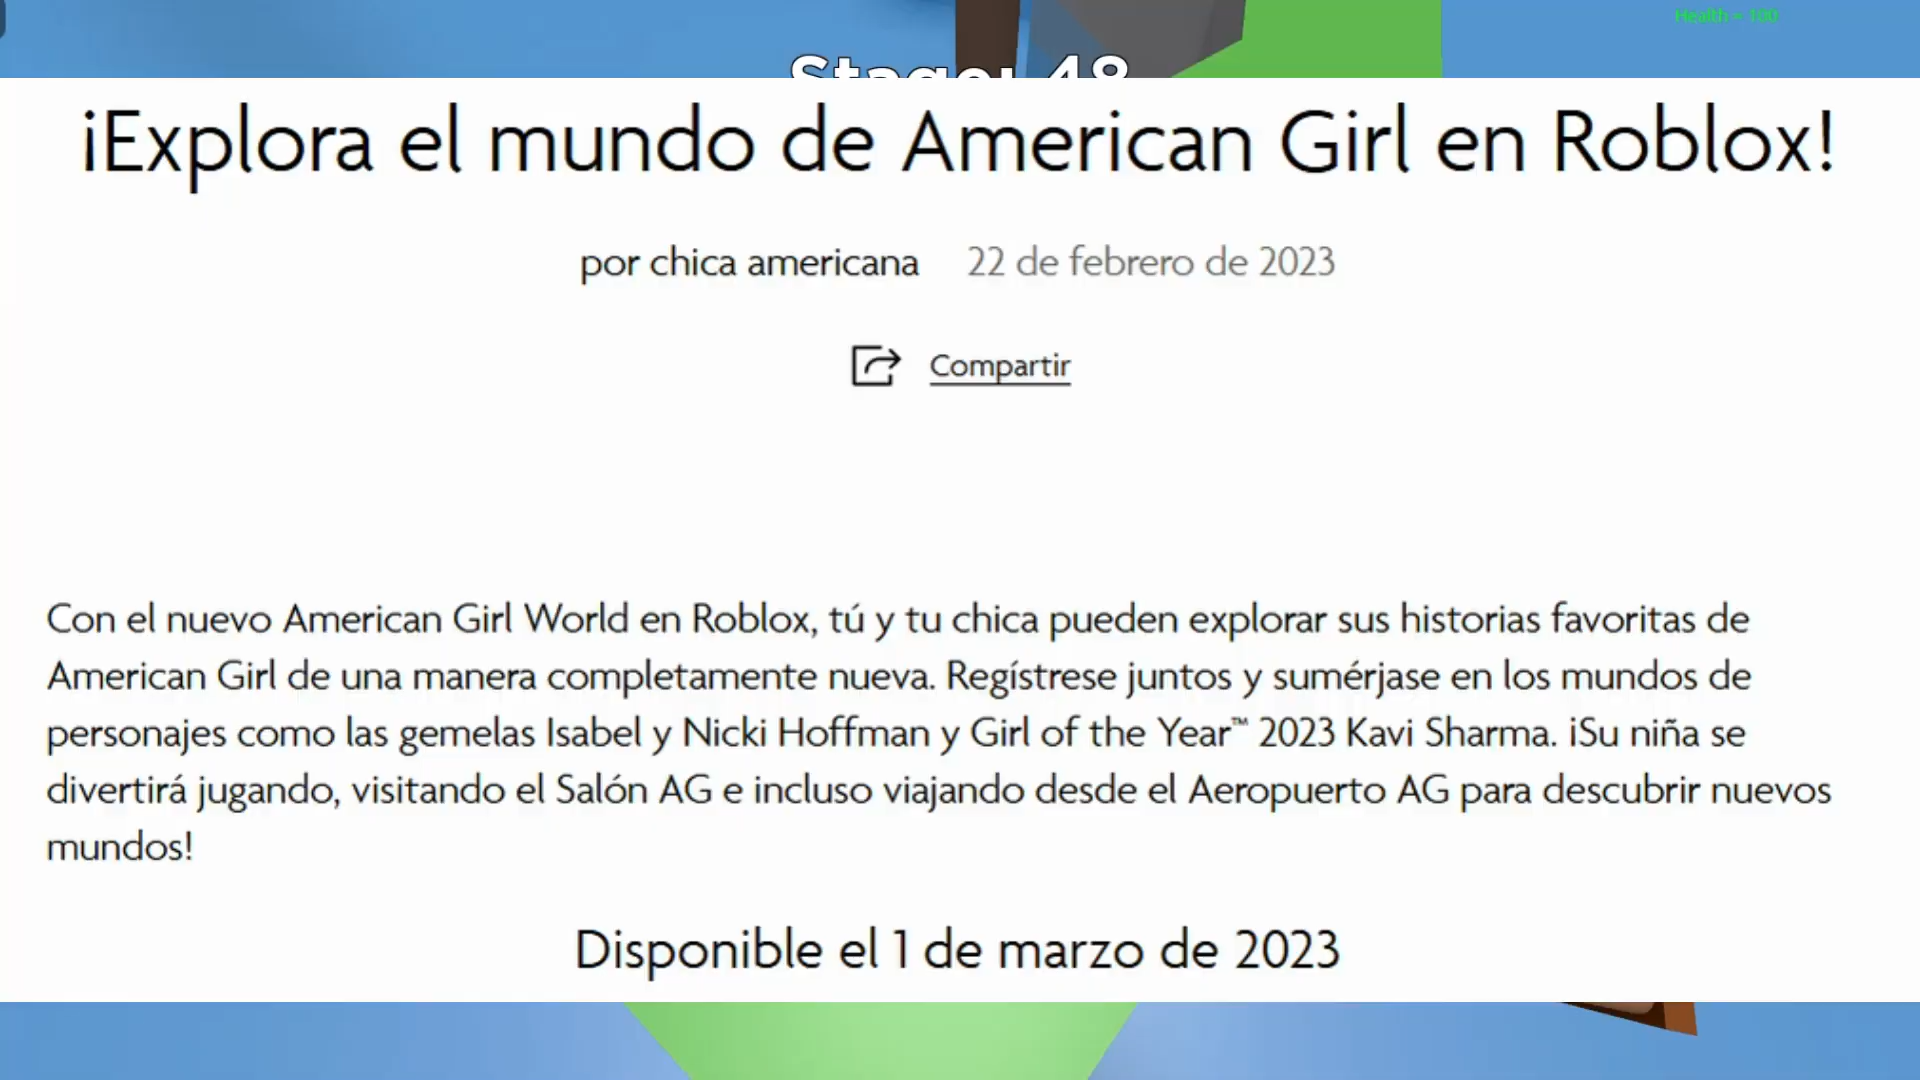 Health = 100
Stage: 48
¡Explora el mundo de American Girl en Roblox!
por chica americana 22 de febrero de 2023
Compartir
Con el nuevo American Girl World en Roblox, tú y tu chica pueden explorar sus historias favoritas de
American Girl de una manera completamente nueva. Regístrese juntos y sumérjase en los mundos de
personajes como las gemelas Isabel y Nicki Hoffman y Girl of the Year™ 2023 Kavi Sharma. ¡Su niña se
divertirá jugando, visitando el Salón AG e incluso viajando desde el Aeropuerto AG para descubrir nuevos
mundos!
Disponible el 1 de marzo de 2023